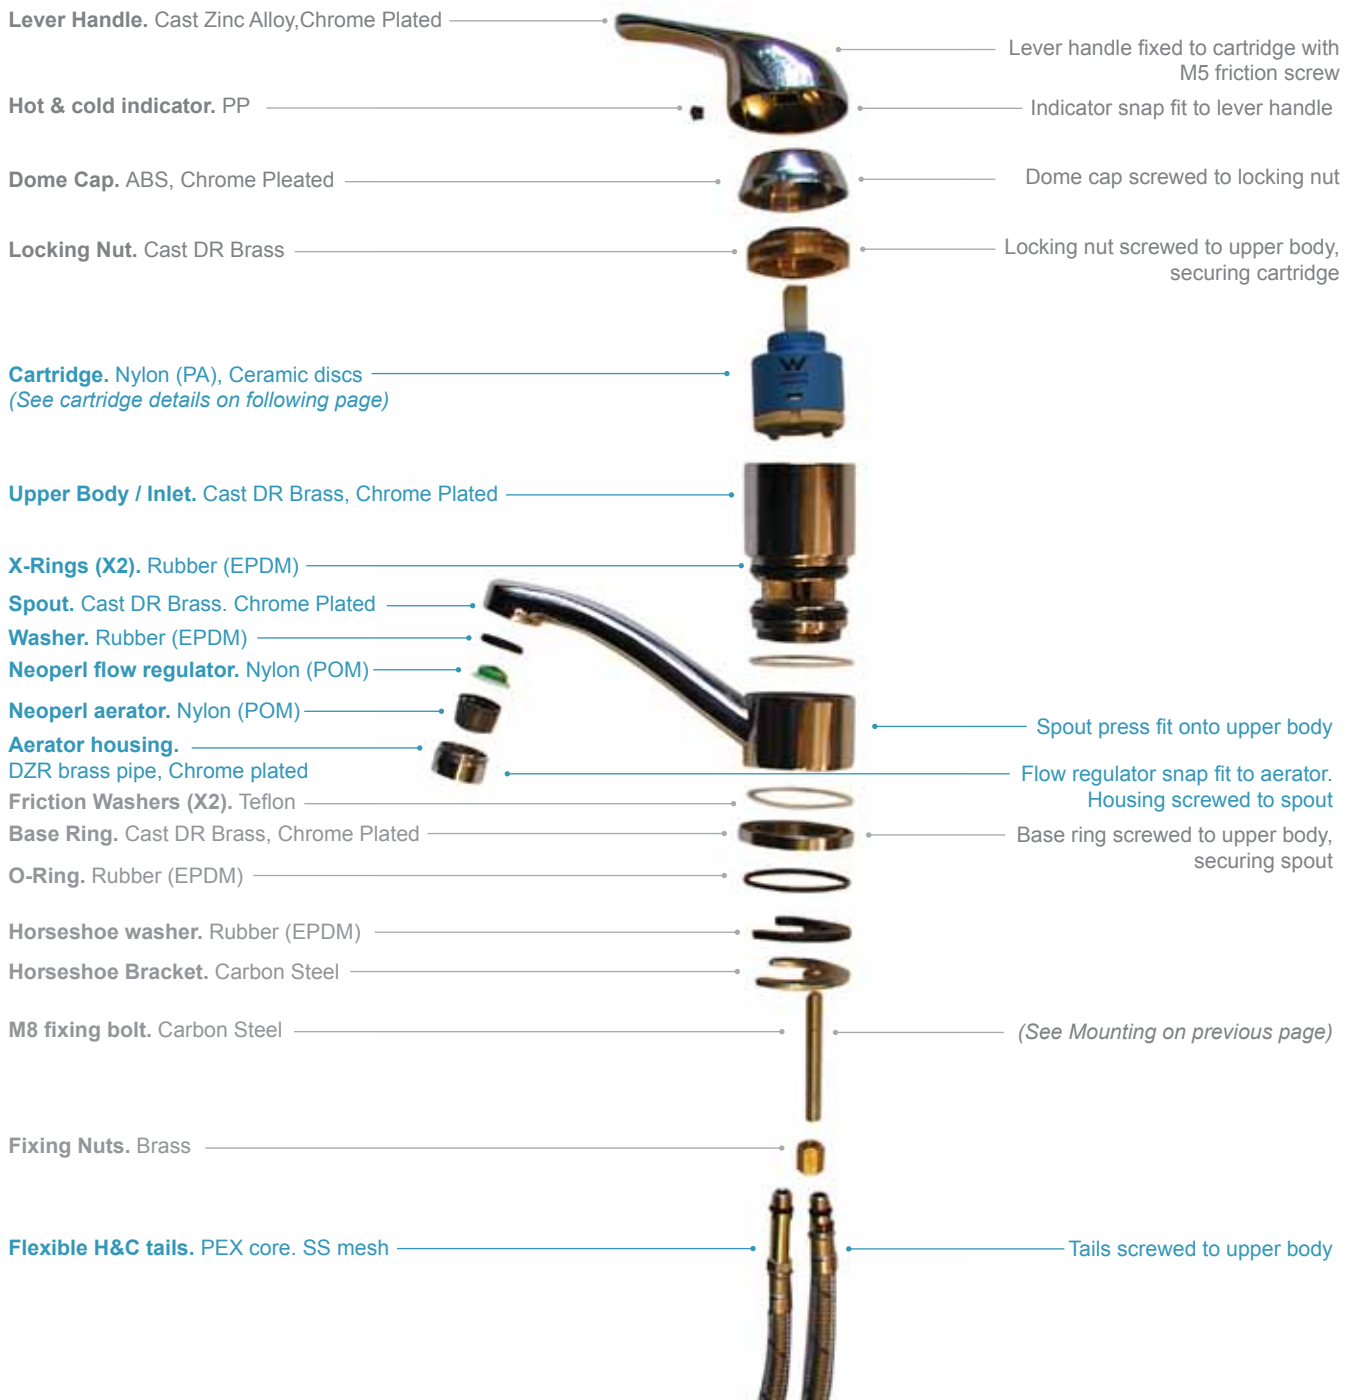 Lever Handle. Cast Zinc Alloy,Chrome Plated
Lever handle fixed to cartridge with
M5 friction screw
Hot & cold indicator. PP
Indicator snap fit to lever handle
Dome Cap. ABS, Chrome Pleated
Dome cap screwed to locking nut
Locking Nut. Cast DR Brass
Locking nut screwed to upper body,
securing cartridge
Cartridge. Nylon (PA), Ceramic discs
(See cartridge details on following page)
W
Upper Body / Inlet. Cast DR Brass, Chrome Plated
X-Rings (X2). Rubber (EPDM)
Spout. Cast DR Brass. Chrome Plated
Washer. Rubber (EPDM)
Neoperl flow regulator. Nylon (POM)
Neoperl aerator. Nylon (POM)
Spout press fit onto upper body
Aerator housing.
DZR brass pipe, Chrome plated
Flow regulator snap fit to aerator.
Housing screwed to spout
Friction Washers (X2). Teflon
Base Ring. Cast DR Brass, Chrome Plated
Base ring screwed to upper body,
securing spout
O-Ring. Rubber (EPDM)
Horseshoe washer. Rubber (EPDM)
Horseshoe Bracket. Carbon Steel
M8 fixing bolt. Carbon Steel
(See Mounting on previous page)
Fixing Nuts. Brass
Flexible H&C tails. PEX core. SS mesh
Tails screwed to upper body